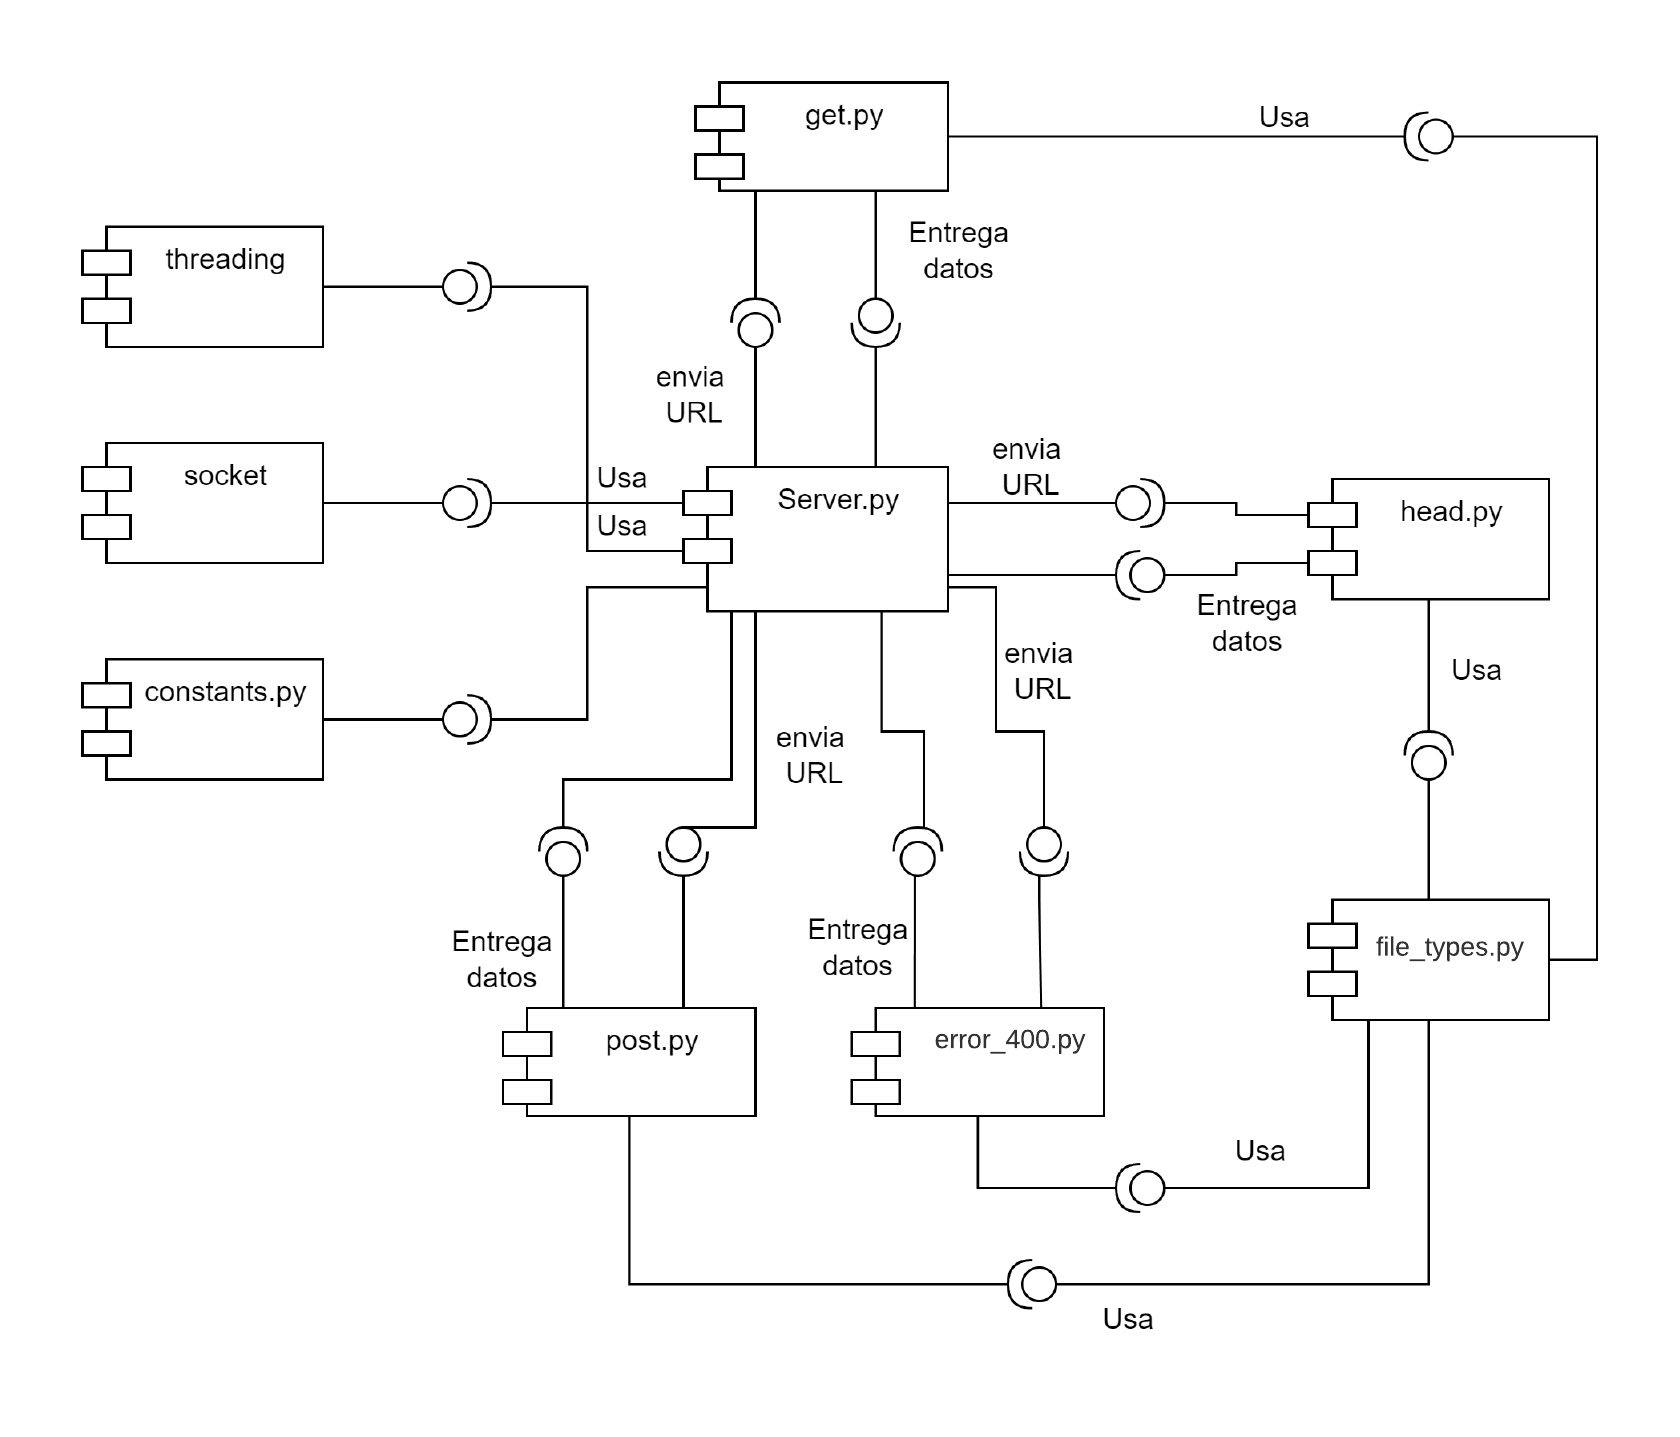 get.py
Usa
Entrega
datos
threading
envia
URL
socket
Usa
Usa
Server.py
envia
URL
head.py
Entrega
datos
envia
URL
Usa
constants.py
envia
URL
Entrega
datos
Entrega
datos
file_types.py
post.py
error_400.py
Usa
Usa